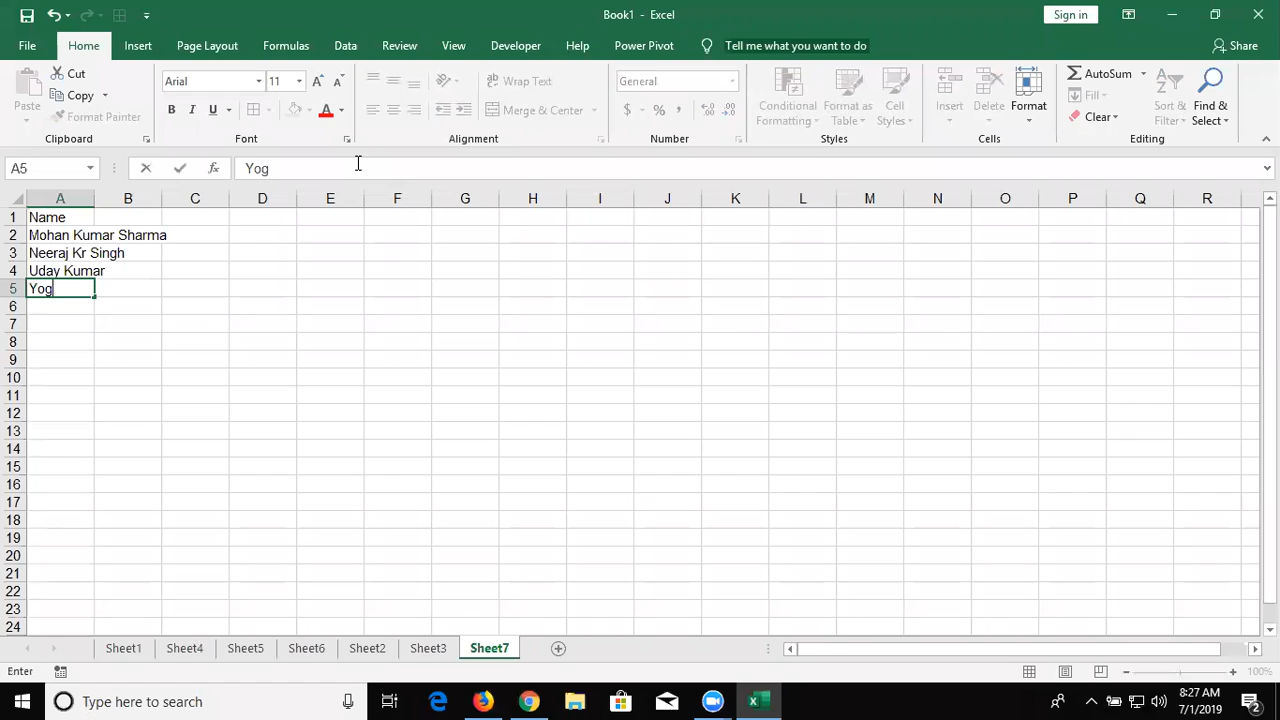 Book1 - Excel
Sign in
File Home Insert Page Layout Formulas Data Review View Developer Help Power Pivot Tell me what you want to do Share
Paste
Cut
Copy
Format Painter
Clipboard
Arial 11
B I U
Font
Wrap Text
Merge & Center
Alignment
General
$ % ,
Number
Conditional Formatting
Format as Table
Cell Styles
Styles
Insert
Delete
Format
Cells
AutoSum
Fill
Clear
Sort & Filter
Find & Select
Editing
A5 fx Yog
A B C D E F G H I J K L M N O P Q R
1 Name
2 Mohan Kumar Sharma
3 Neeraj Kr Singh
4 Uday Kumar
5 Yog
6
7
8
9
10
11
12
13
14
15
16
17
18
19
20
21
22
23
24
Sheet1 Sheet4 Sheet5 Sheet6 Sheet2 Sheet3 Sheet7
Enter 100%
Type here to search
8:27 AM
7/1/2019
2